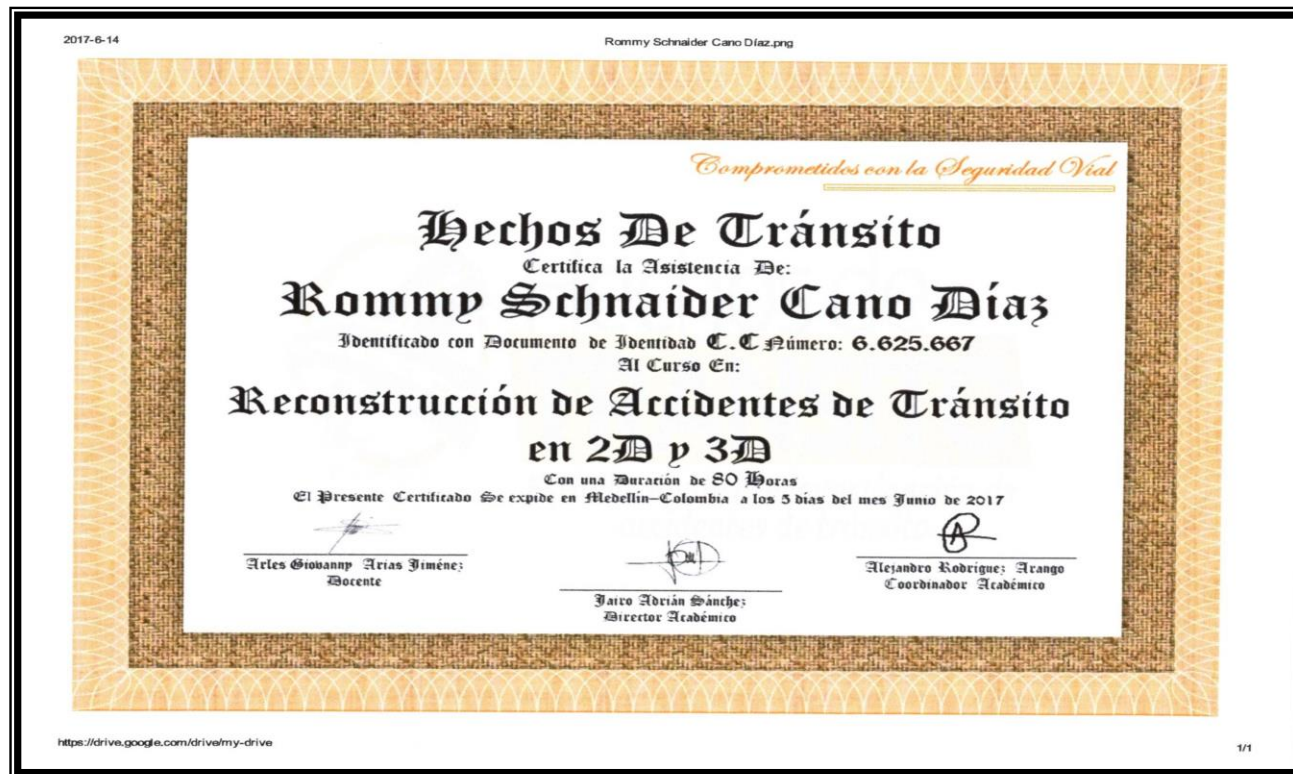 2017-6-14
Rommy Schnaider Cano Díaz.png
Comprometidos con la Seguridad Vial
Hechos De Tránsito
Certifica la Asistencia De:
Rommy Schnaider Cano Díaz
Identificado con Documento de Identidad C.C Número: 6.625.667
Al Curso En:
Reconstrucción de Accidentes de Tránsito
en 2D y 3D
Con una Duración de 80 Horas
El Presente Certificado Se expide en Medellin-Colombia a los 5 dias del mes Junio de 2017
Arles Giovanny Arias Jiménez
Docente
Jairo Adrián Sánchez
Director Académico
Alejandro Rodriguez Arango
Coordinador Académico
https://drive.google.com/drive/my-drive
1/1